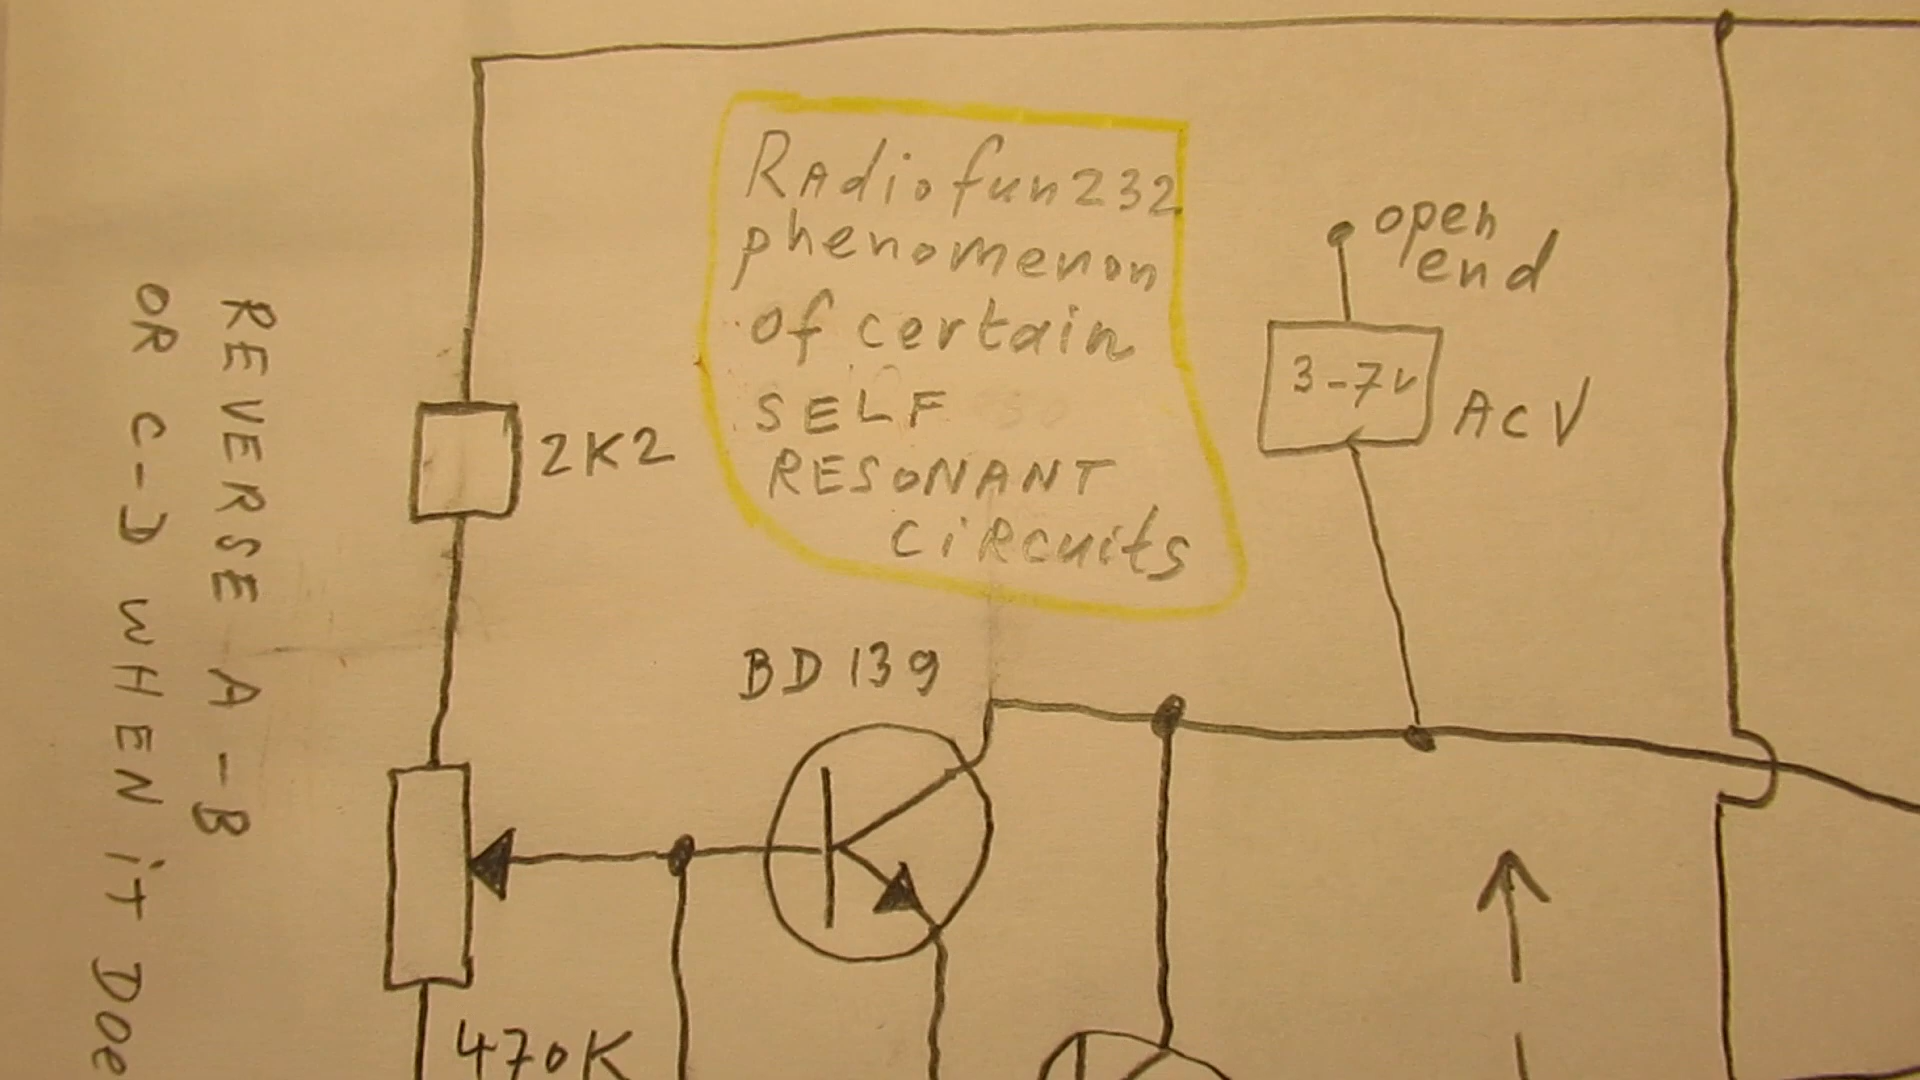 Radiofun232
phenomenon
of certain
SELF
RESONANT
CiRcuits
open
end
3-7V
ACV
2K2
BD139
470K
REVERSE A-B
OR C-D WHEN iT Doe